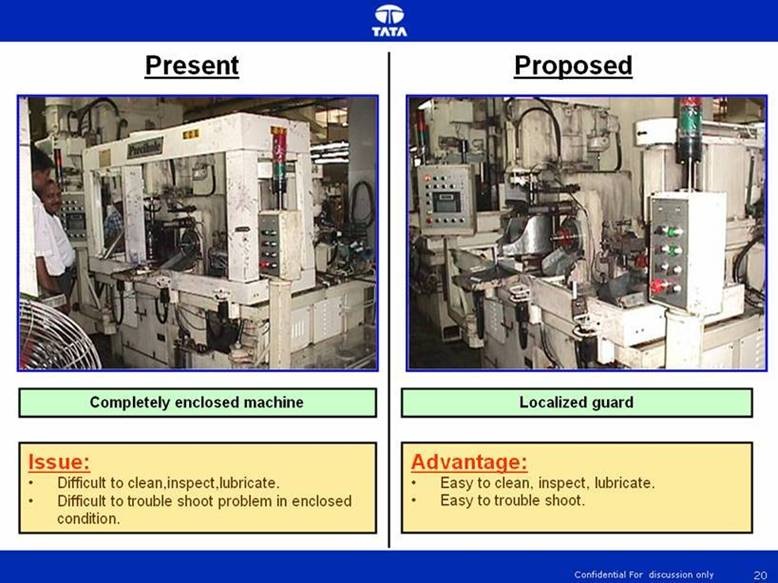 TATA
Present
Completely enclosed machine
Issue:
• Difficult to clean,inspect,lubricate.
• Difficult to trouble shoot problem in enclosed
condition.
Proposed
Localized guard
Advantage:
• Easy to clean, inspect, lubricate.
• Easy to trouble shoot.
Confidential For discussion only
20